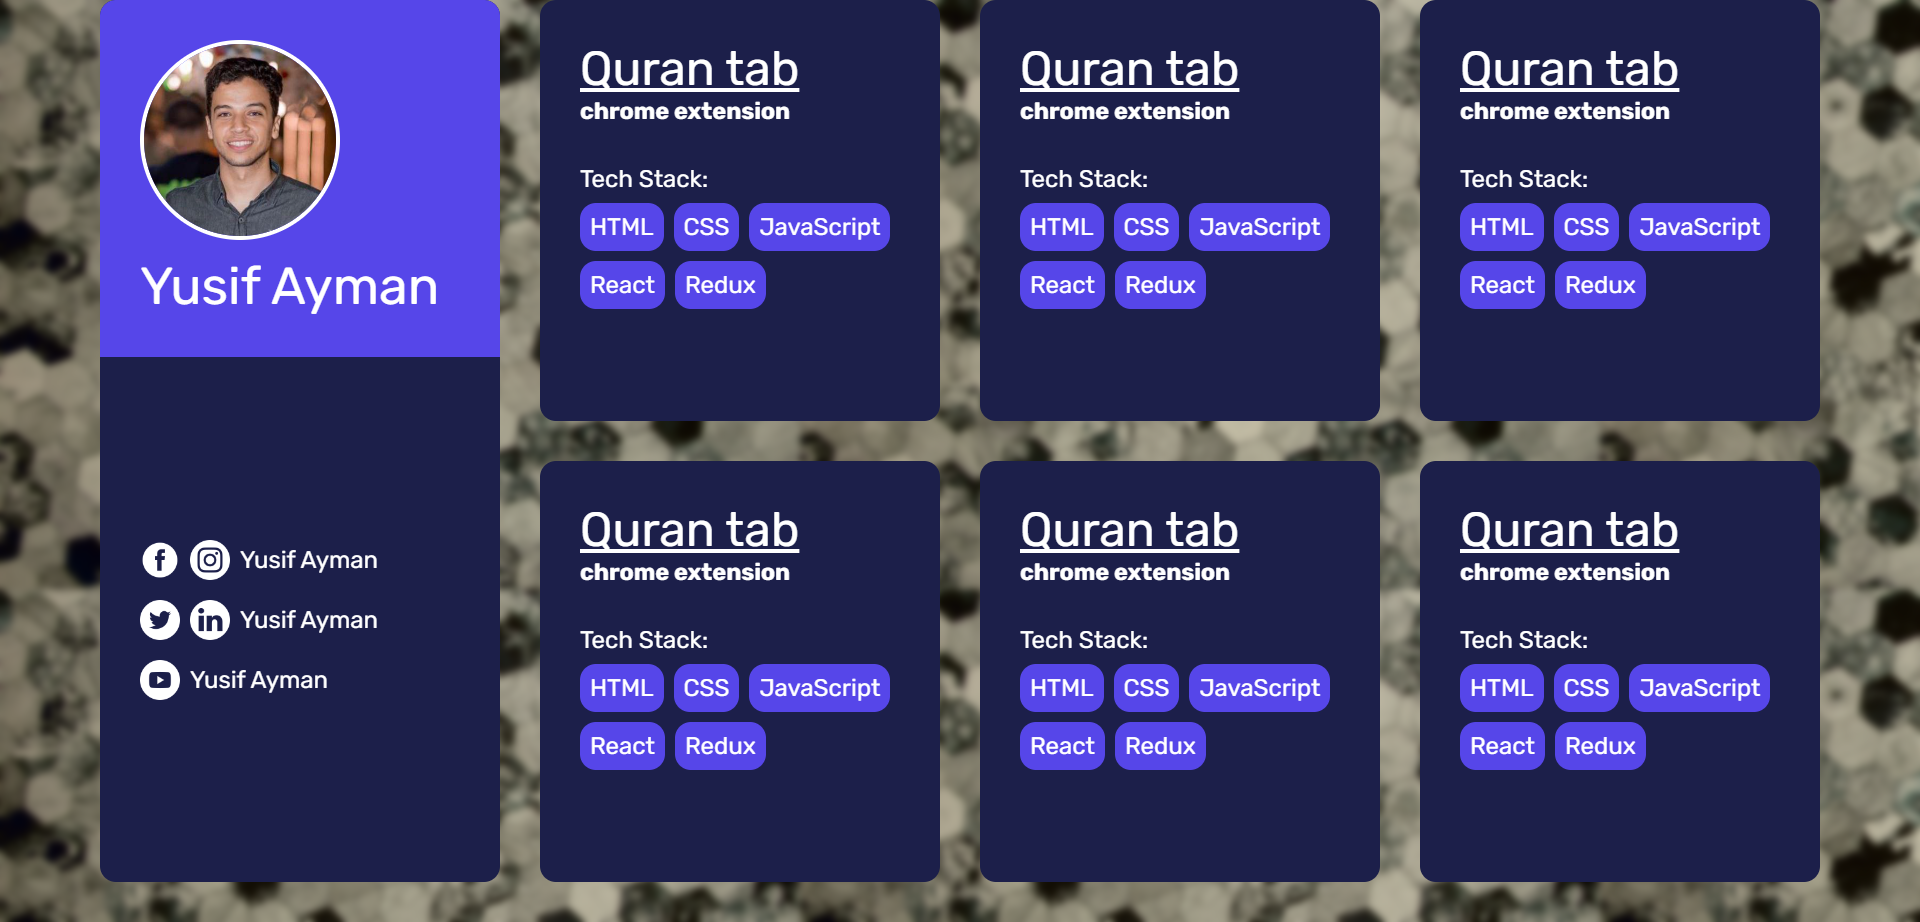 Yusif Ayman
Yusif Ayman
Yusif Ayman
Yusif Ayman
Quran tab
chrome extension
Tech Stack:
HTML CSS JavaScript
React Redux
Quran tab
chrome extension
Tech Stack:
HTML CSS JavaScript
React Redux
Quran tab
chrome extension
Tech Stack:
HTML CSS JavaScript
React Redux
Quran tab
chrome extension
Tech Stack:
HTML CSS JavaScript
React Redux
Quran tab
chrome extension
Tech Stack:
HTML CSS JavaScript
React Redux
Quran tab
chrome extension
Tech Stack:
HTML CSS JavaScript
React Redux